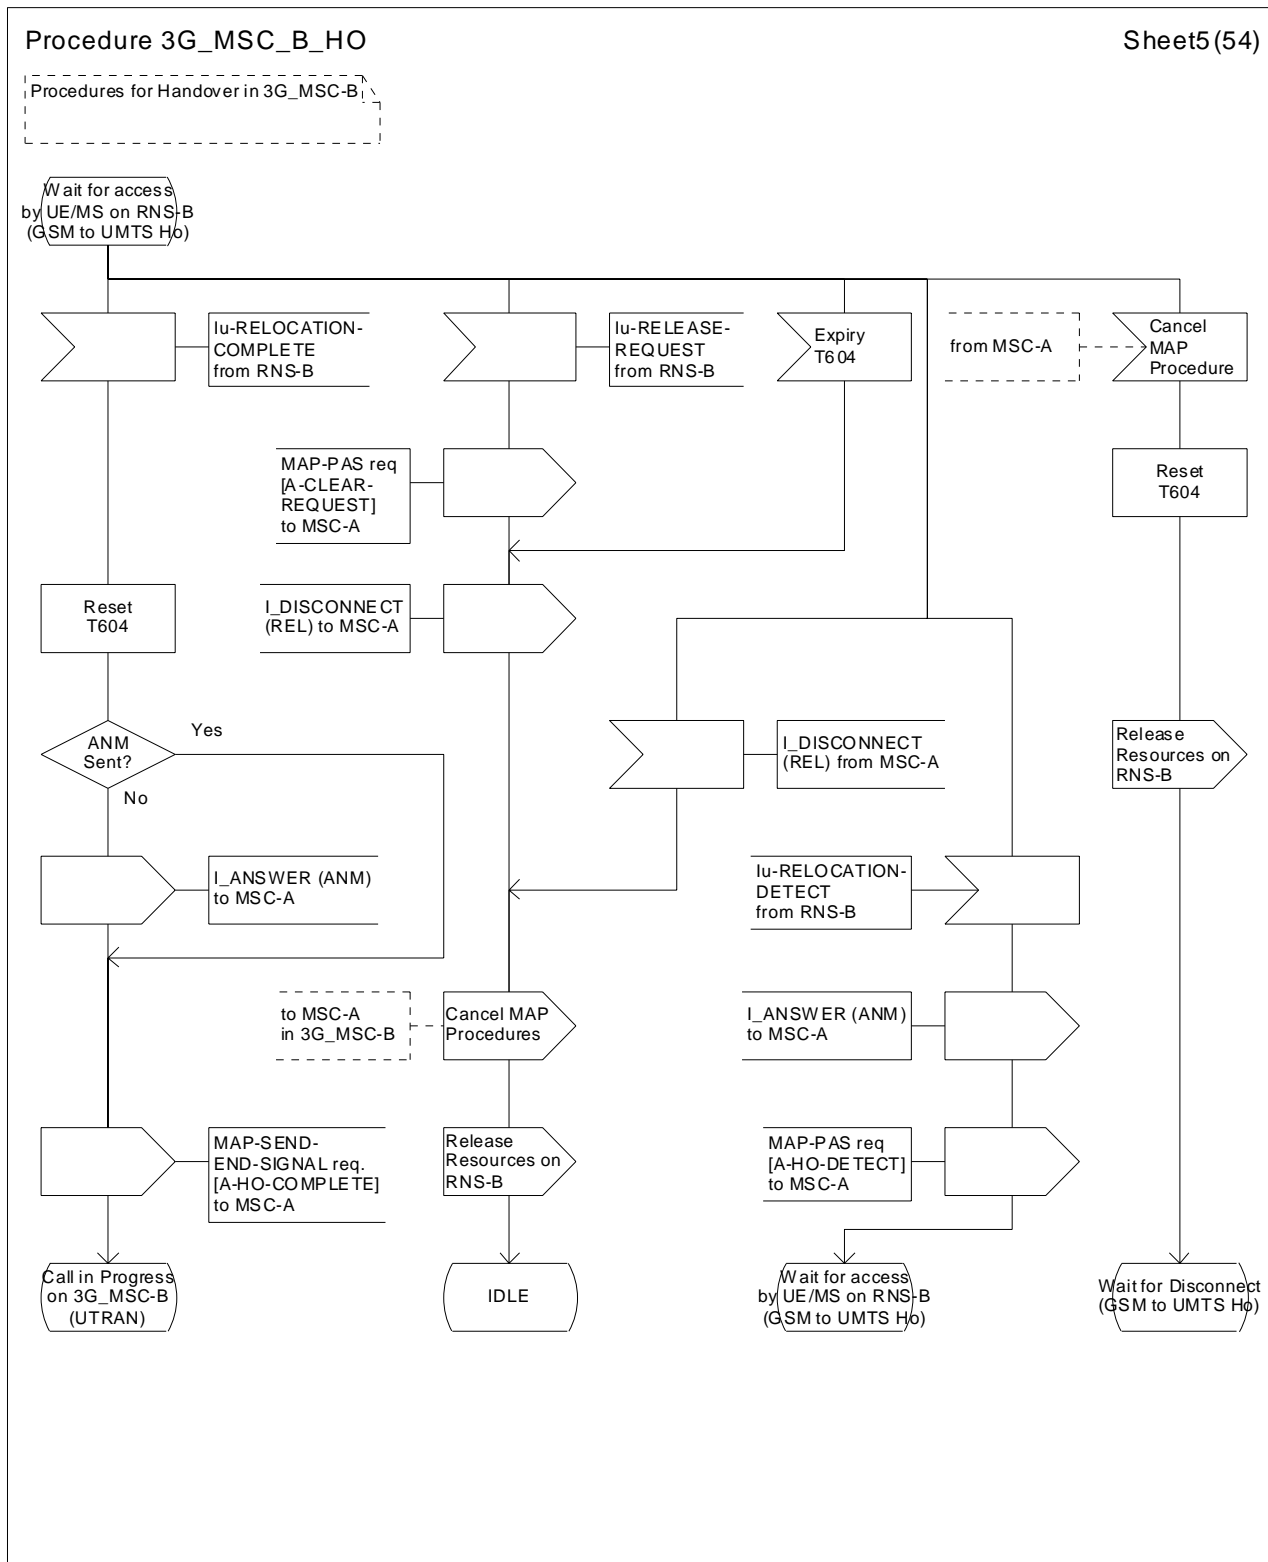 Procedure 3G_MSC_B_HO
Sheet5(54)
Procedures for Handover in 3G_MSC-B
Wait for access
by UE/MS on RNS-B
(GSM to UMTS Ho)
Iu-RELOCATION-
COMPLETE
from RNS-B
Iu-RELEASE-
REQUEST
from RNS-B
Expiry
T604
from MSC-A
Cancel
MAP
Procedure
MAP-PAS req
[A-CLEAR-
REQUEST]
to MSC-A
Reset
T604
Reset
T604
I_DISCONNECT
(REL) to MSC-A
ANM
Sent?
Yes
No
I_DISCONNECT
(REL) from MSC-A
Release
Resources on
RNS-B
I_ANSWER (ANM)
to MSC-A
Iu-RELOCATION-
DETECT
from RNS-B
to MSC-A
in 3G_MSC-B
Cancel MAP
Procedures
I_ANSWER (ANM)
to MSC-A
MAP-SEND-
END-SIGNAL req.
[A-HO-COMPLETE]
to MSC-A
Release
Resources on
RNS-B
MAP-PAS req
[A-HO-DETECT]
to MSC-A
Call in Progress
on 3G_MSC-B
(UTRAN)
IDLE
Wait for access
by UE/MS on RNS-B
(GSM to UMTS Ho)
Wait for Disconnect
(GSM to UMTS Ho)